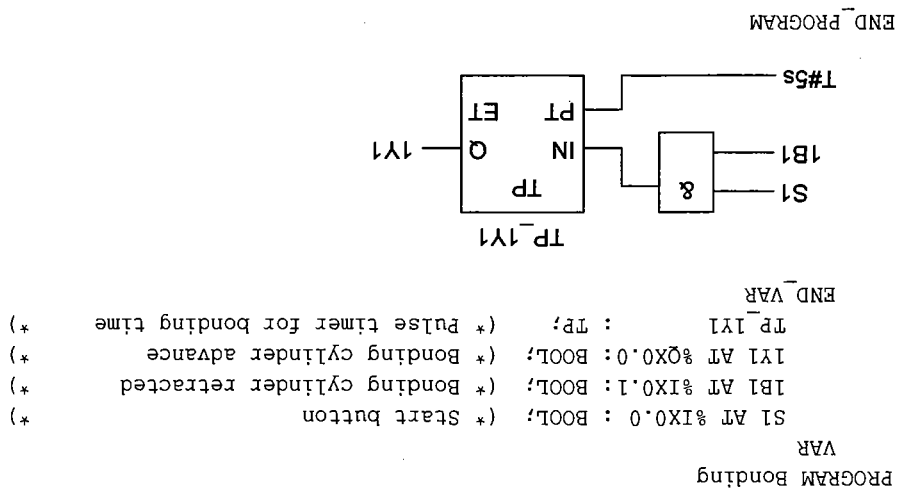 PROGRAM Bonding
VAR
S1 AT %IX0.0 : BOOL; (* Start button *)
1B1 AT %IX0.1: BOOL; (* Bonding cylinder retracted *)
1Y1 AT %QX0.0: BOOL; (* Bonding cylinder advance *)
TP_1Y1 : TP; (* Pulse timer for bonding time *)
END_VAR
TP_1Y1
TP
S1
&
1B1
IN
Q
1Y1
PT
ET
T#5s
END_PROGRAM